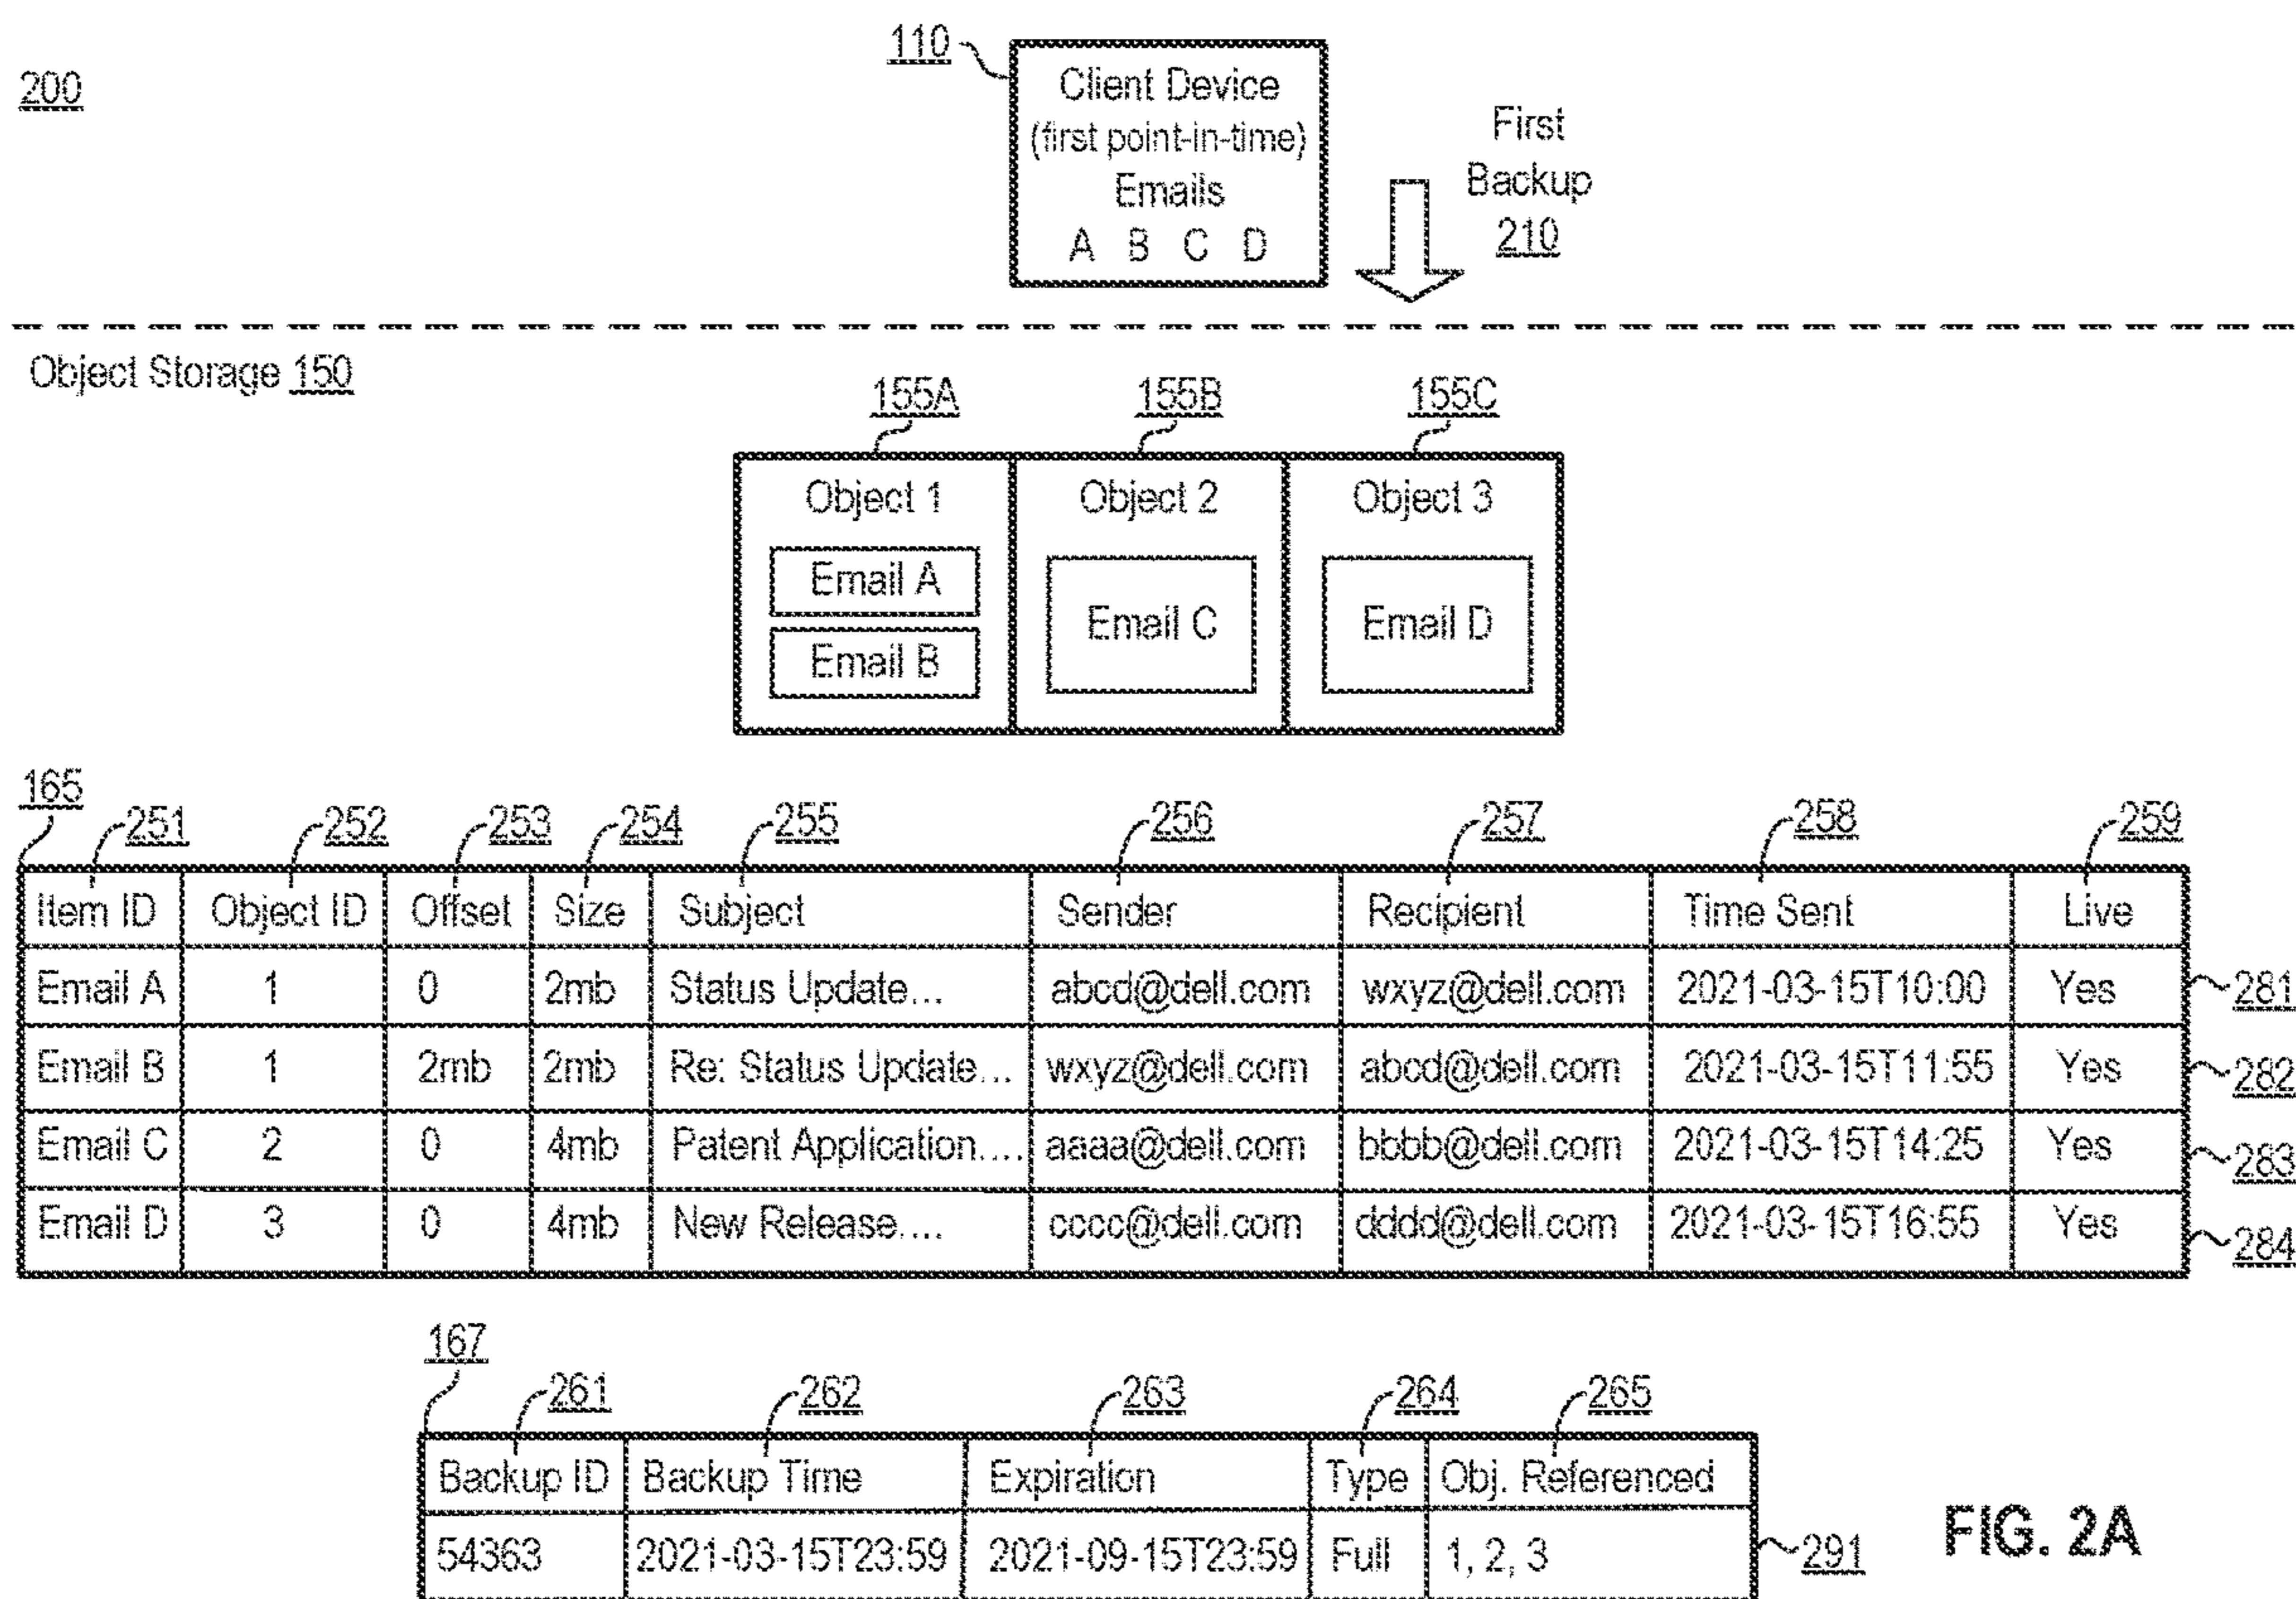 200
110
Client Device
(first point-in-time)
Emails
A B C D
First
Backup
210
Object Storage 150
155A 155B 155C
Object 1 Object 2 Object 3
Email A
Email B
Email C
Email D
165
251 252 253 254 255 256 257 258 259
Item ID Object ID Offset Size Subject Sender Recipient Time Sent Live
Email A 1 0 2mb Status Update... abcd@dell.com wxyz@dell.com 2021-03-15T10:00 Yes 281
Email B 1 2mb 2mb Re: Status Update... wxyz@dell.com abcd@dell.com 2021-03-15T11:55 Yes 282
Email C 2 0 4mb Patent Application.... aaaa@dell.com bbbb@dell.com 2021-03-15T14:25 Yes 283
Email D 3 0 4mb New Release.... cccc@dell.com dddd@dell.com 2021-03-15T16:55 Yes 284
167
261 262 263 264 265
Backup ID Backup Time Expiration Type Obj. Referenced
54363 2021-03-15T23:59 2021-09-15T23:59 Full 1, 2, 3 291
FIG. 2A